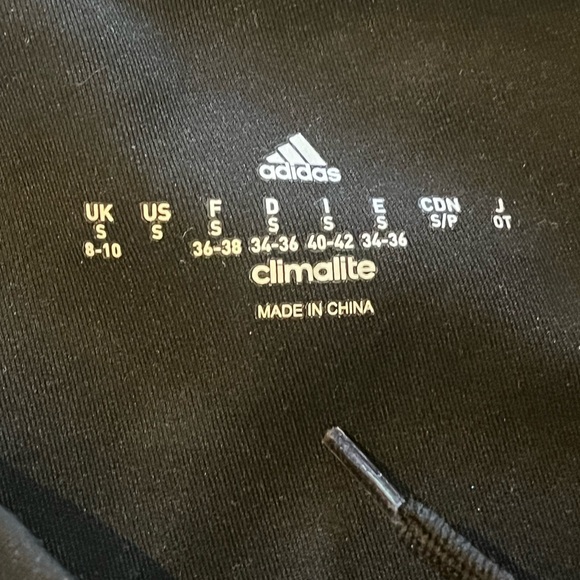 adidas
UK US F D I E CDN J
S S S S S S S/P OT
8-10 36-38 34-36 40-42 34-36
climalite
MADE IN CHINA